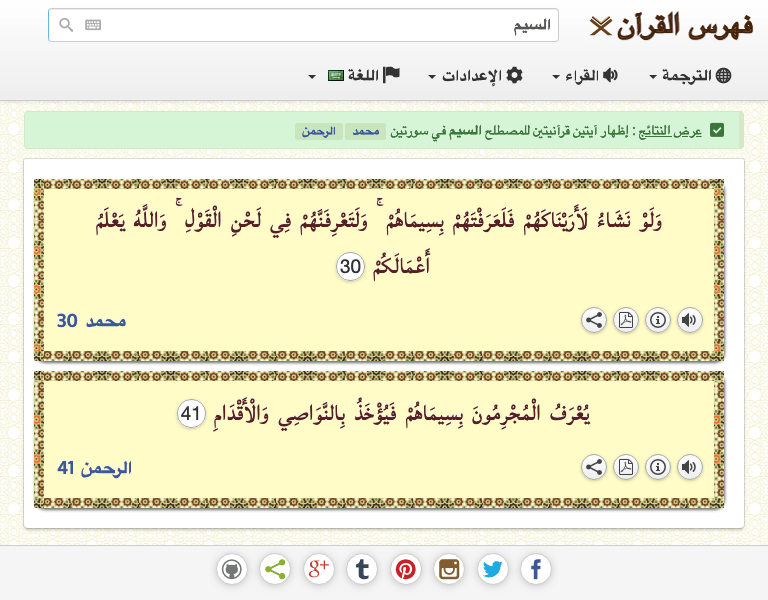 فهرس القرآن
السيم
الترجمة
القراء
الإعدادات
اللغة
عرض النتائج : إظهار آيتين قرآنيتين للمصطلح السيم في سورتين محمد الرحمن
وَلَوْ نَشَاءُ لَأَرَيْنَاكَهُمْ فَلَعَرَفْتَهُمْ بِسِيمَاهُمْ ۚ وَلَتَعْرِفَنَّهُمْ فِي لَحْنِ الْقَوْلِ ۚ وَاللَّهُ يَعْلَمُ
أَعْمَالَكُمْ 30
محمد 30
يُعْرَفُ الْمُجْرِمُونَ بِسِيمَاهُمْ فَيُؤْخَذُ بِالنَّوَاصِي وَالْأَقْدَامِ 41
الرحمن 41